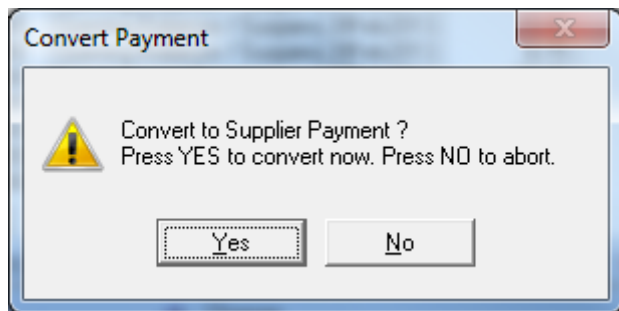 Convert Payment
Convert to Supplier Payment ?
Press YES to convert now. Press NO to abort.
Yes
No